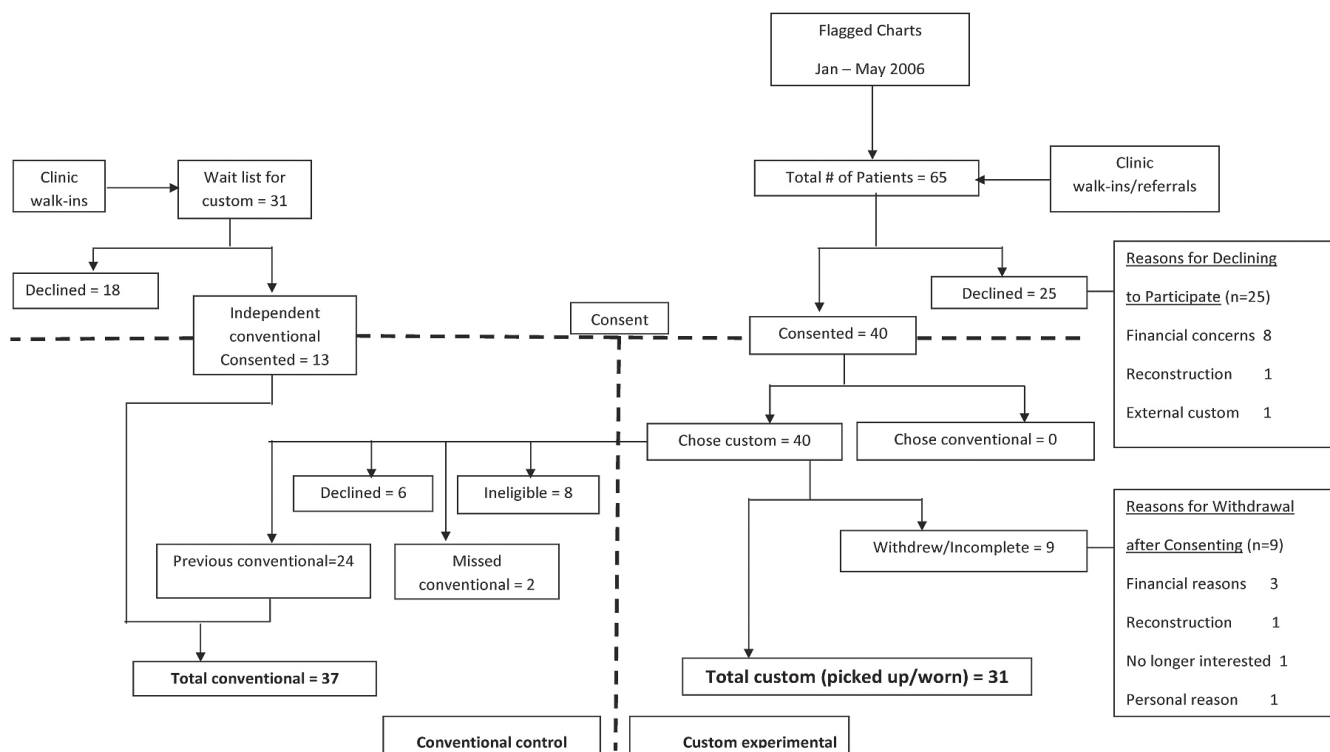 Flagged Charts
Jan – May 2006
Clinic
walk-ins
Wait list for
custom = 31
Total # of Patients = 65
Clinic
walk-ins/referrals
Declined = 18
Independent
conventional
Consented = 13
Consent
Consented = 40
Declined = 25
Reasons for Declining
to Participate (n=25)
Financial concerns 8
Reconstruction 1
External custom 1
Chose custom = 40
Chose conventional = 0
Declined = 6
Ineligible = 8
Previous conventional=24
Missed
conventional = 2
Withdrew/Incomplete = 9
Reasons for Withdrawal
after Consenting (n=9)
Financial reasons 3
Reconstruction 1
No longer interested 1
Personal reason 1
Total conventional = 37
Total custom (picked up/worn) = 31
Conventional control
Custom experimental